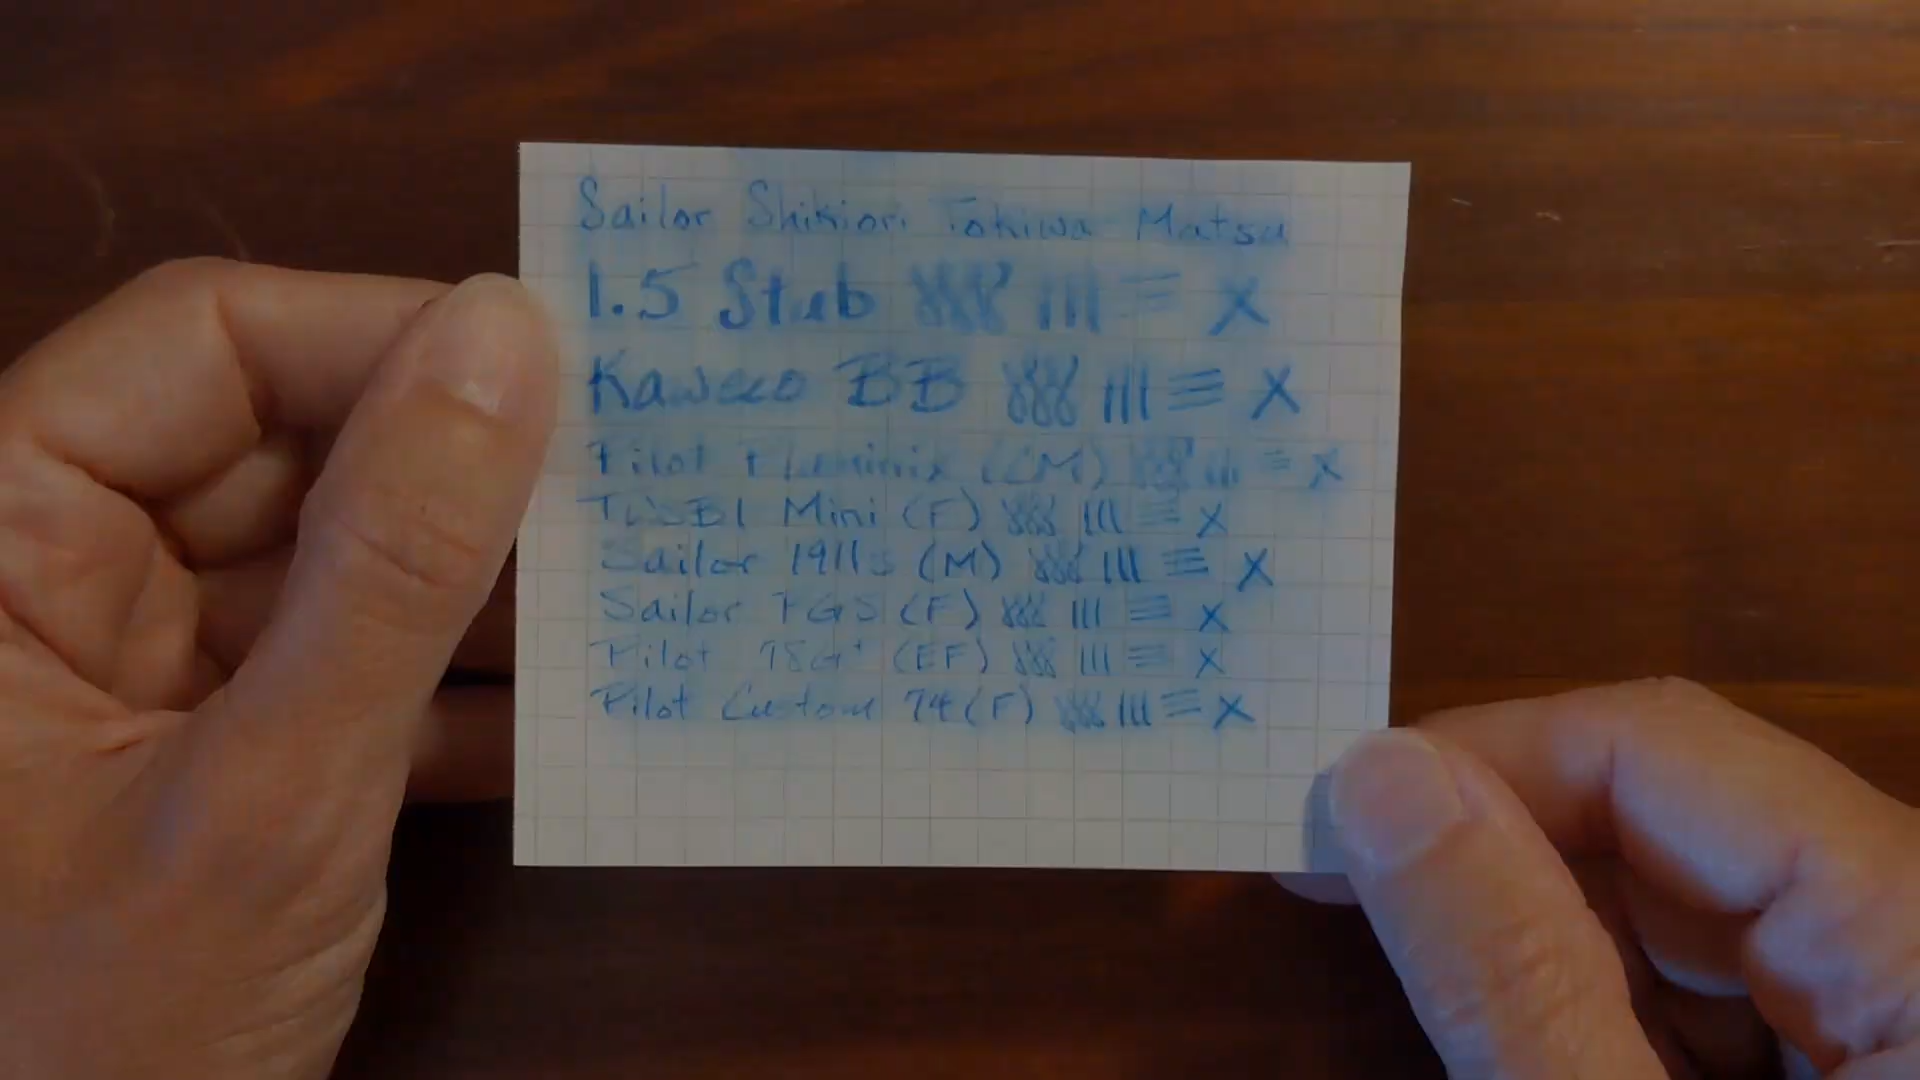 Sailor Shikiori Tokiwa Matsu
1.5 Stub ||| ≡ X
Kaweco BB ||| ≡ X
Pilot Pluminix (CM) ||| ≡ X
TWSBI Mini (F) ||| ≡ X
Sailor 1911s (M) ||| ≡ X
Sailor PGS (F) ||| ≡ X
Pilot 78G+ (EF) ||| ≡ X
Pilot Custom 74 (F) ||| ≡ X